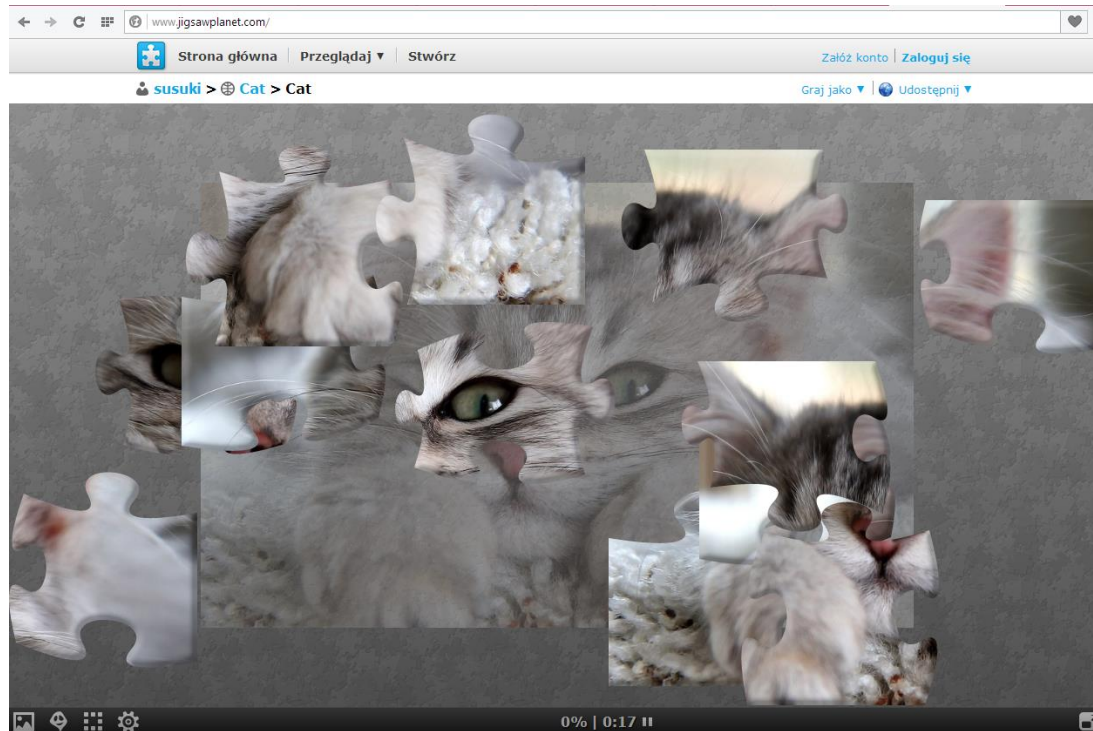 www.jigsawplanet.com/
Strona główna Przeglądaj ▼ Stwórz Załóż konto Zaloguj się
susuki > Cat > Cat Graj jako ▼ Udostępnij ▼
0% | 0:17